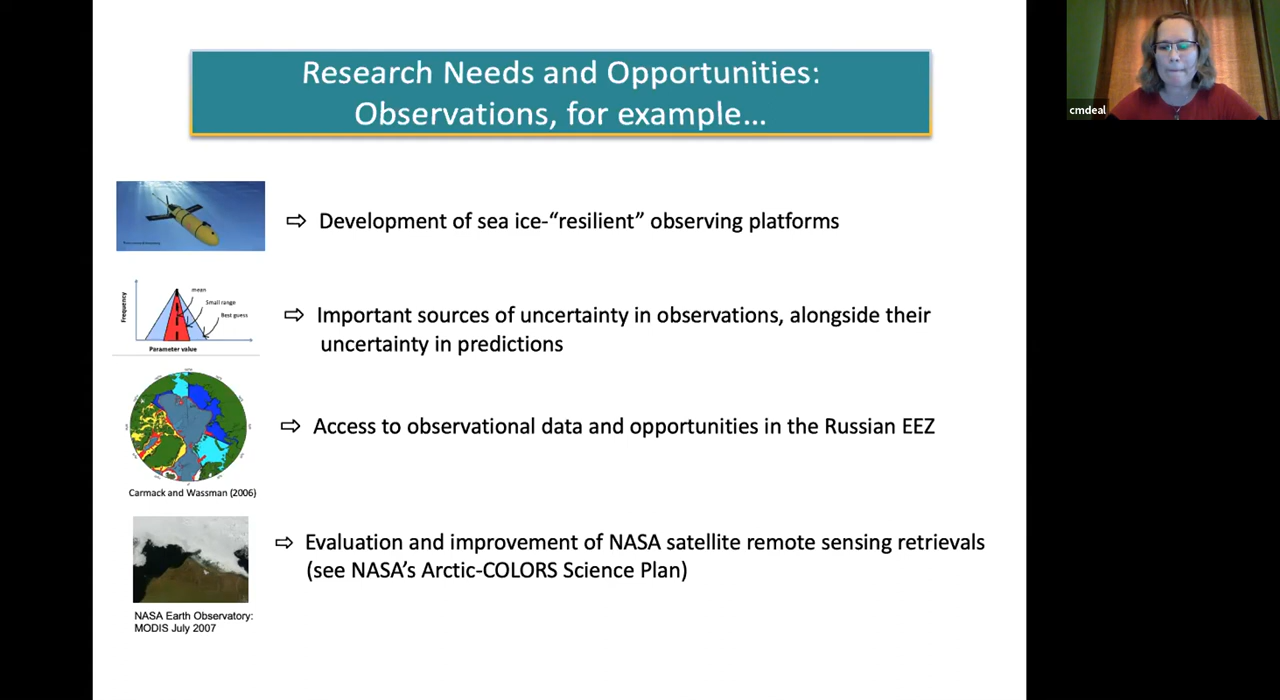 Research Needs and Opportunities:
Observations, for example…
cmdeal
⇨ Development of sea ice-“resilient” observing platforms
Frequency
mean
Small range
Best guess
Parameter value
⇨ Important sources of uncertainty in observations, alongside their
uncertainty in predictions
⇨ Access to observational data and opportunities in the Russian EEZ
Carmack and Wassman (2006)
⇨ Evaluation and improvement of NASA satellite remote sensing retrievals
(see NASA’s Arctic-COLORS Science Plan)
NASA Earth Observatory:
MODIS July 2007